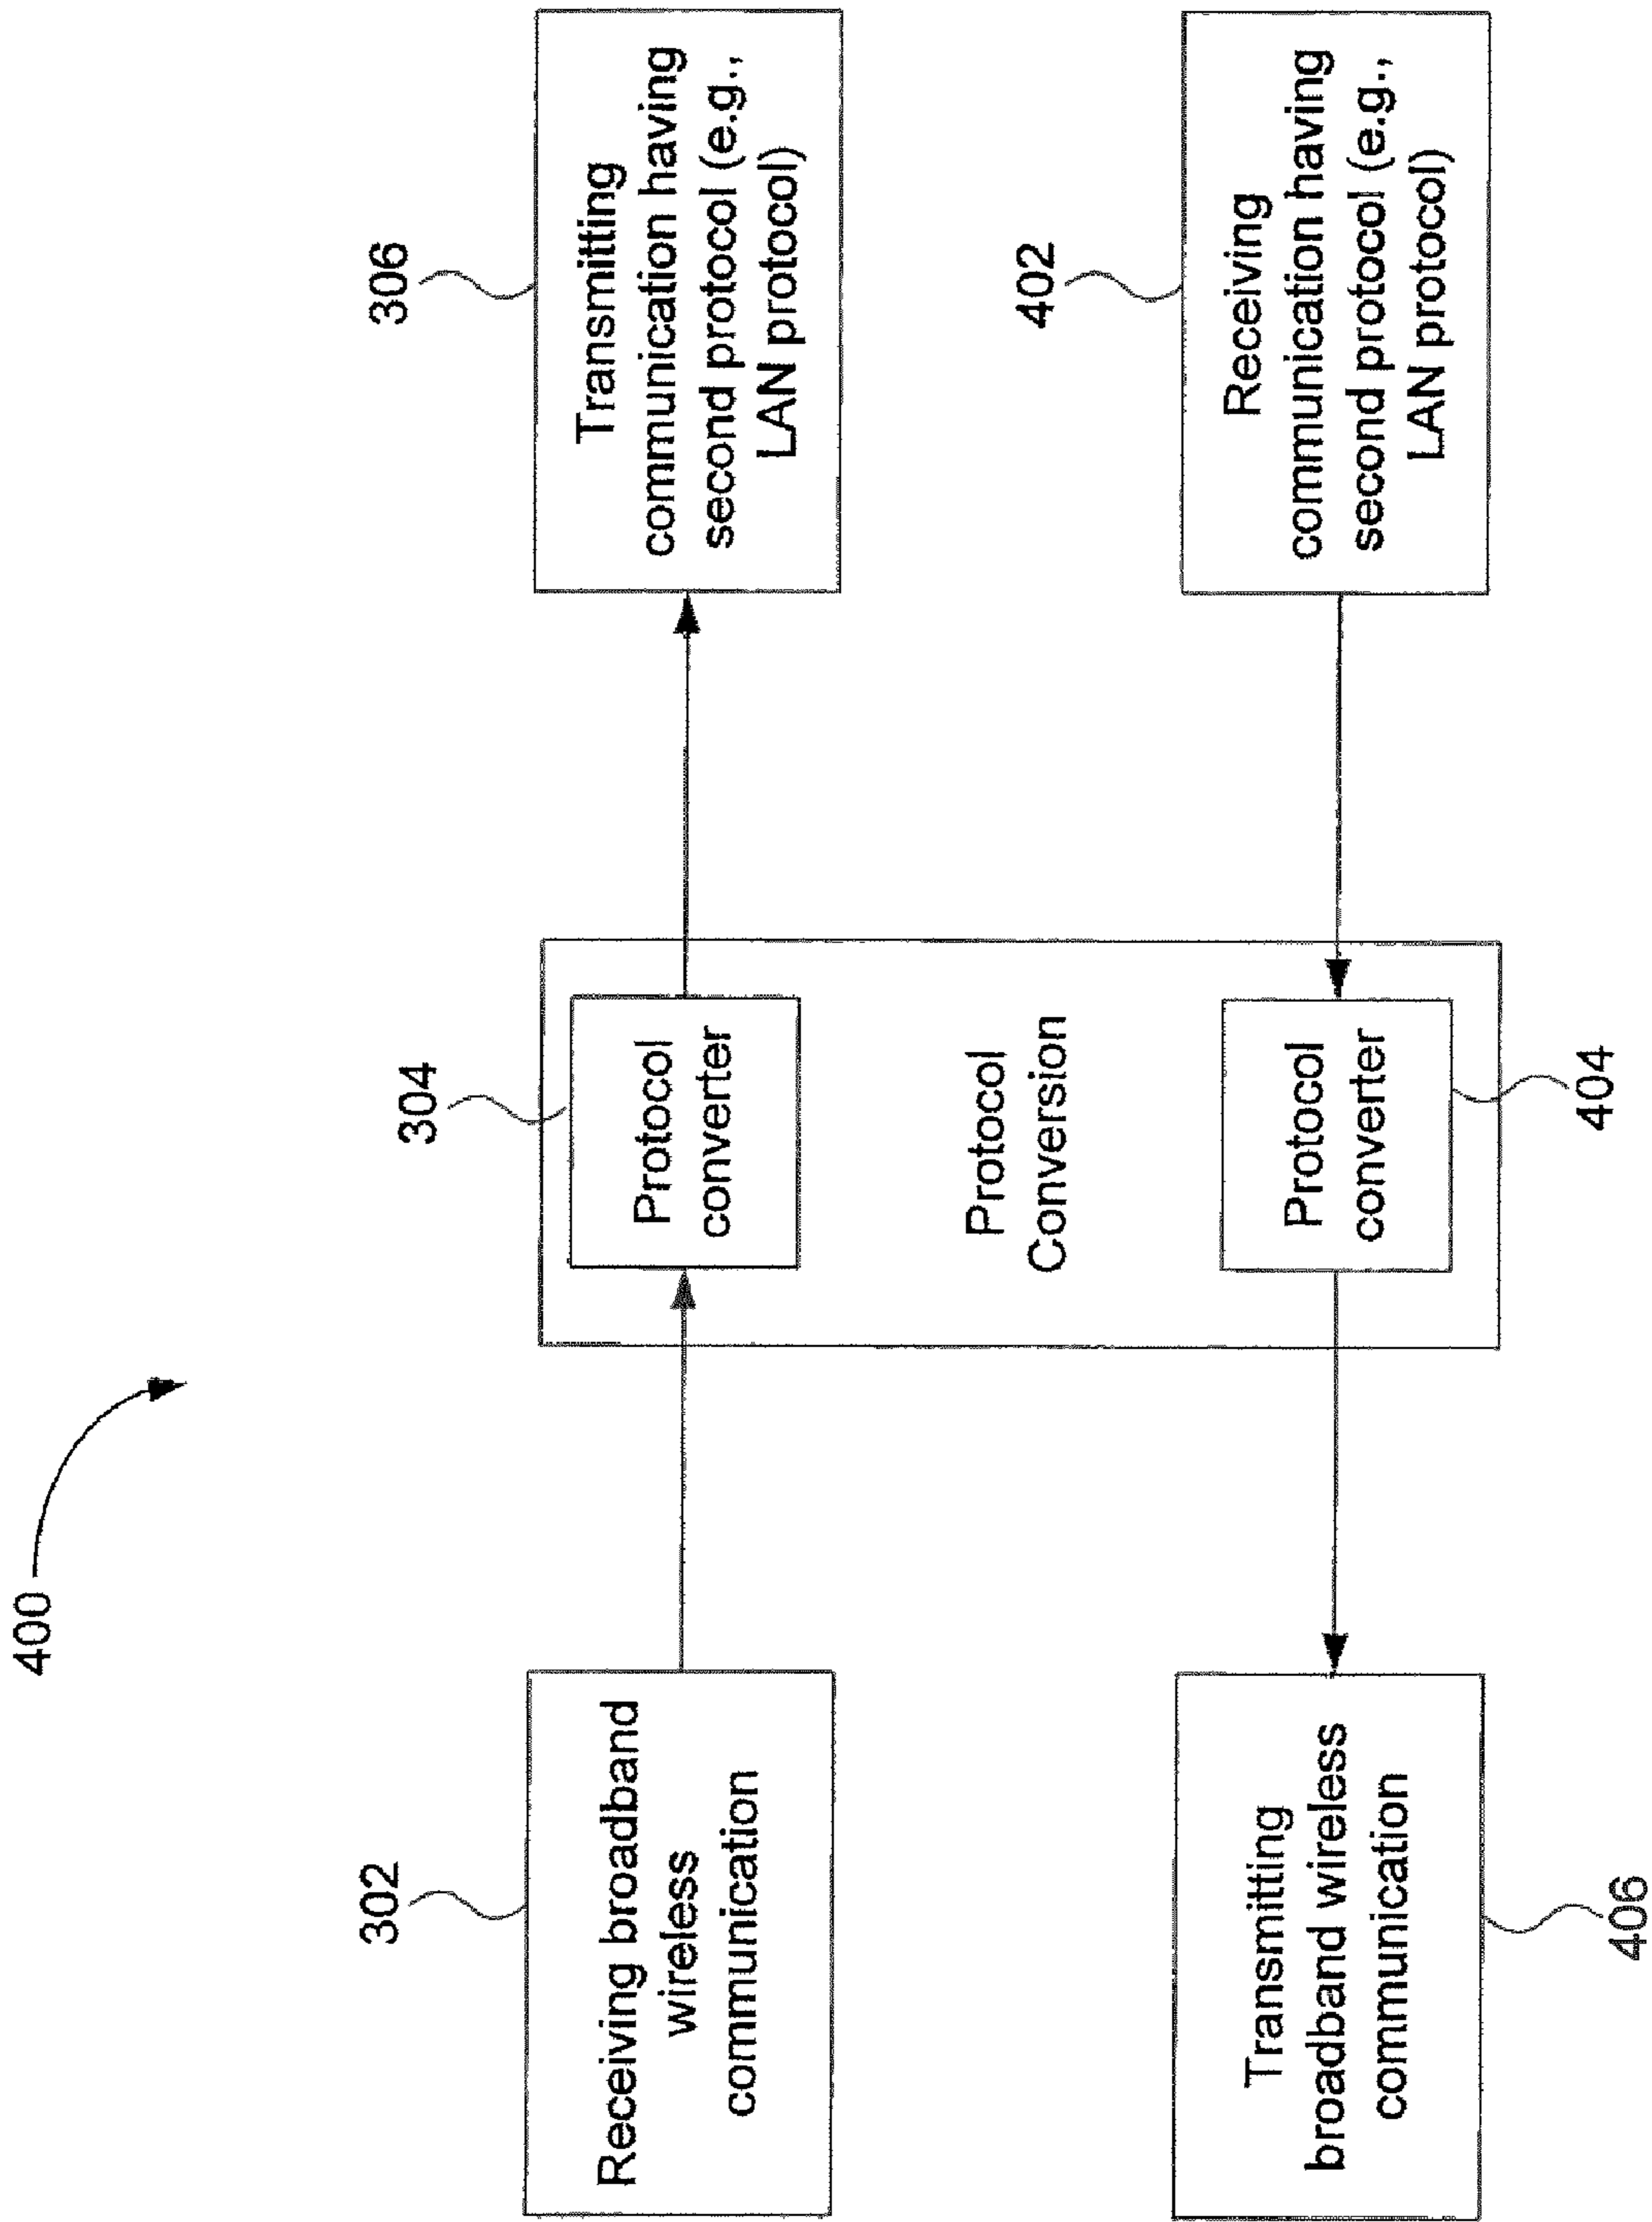 400
302
Receiving broadband
wireless
communication
304
Protocol
converter
306
Transmitting
communication having
second protocol (e.g.,
LAN protocol)
Protocol
Conversion
Transmitting
broadband wireless
communication
406
Protocol
converter
404
402
Receiving
communication having
second protocol (e.g.,
LAN protocol)